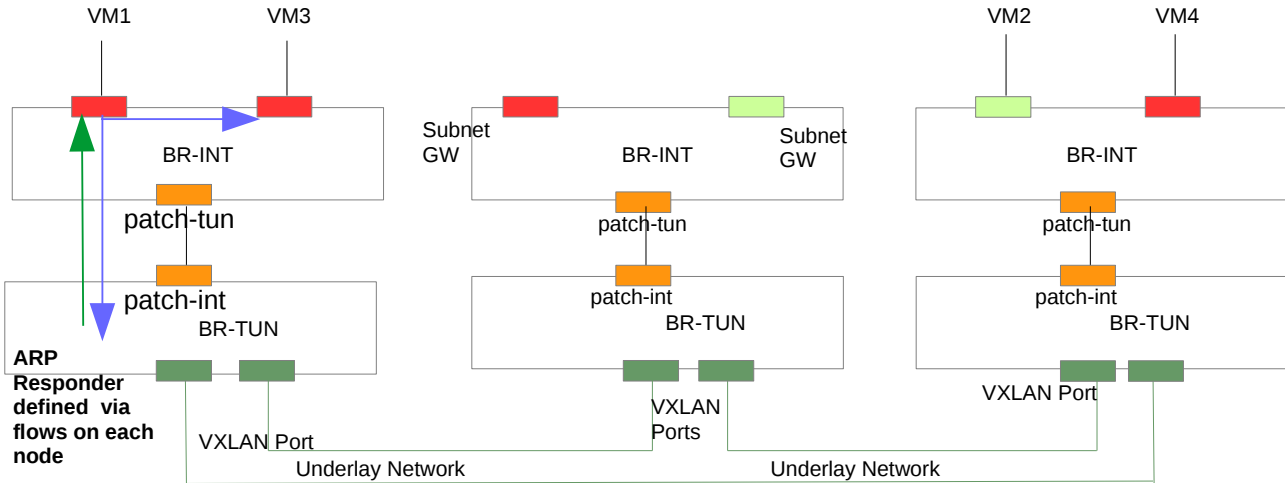 VM1
VM3
VM2
VM4
BR-INT
Subnet
GW
BR-INT
Subnet
GW
BR-INT
patch-tun
patch-tun
patch-tun
patch-int
patch-int
patch-int
BR-TUN
BR-TUN
BR-TUN
ARP
Responder
defined via
flows on each
node
VXLAN Port
VXLAN
Ports
VXLAN Port
Underlay Network
Underlay Network